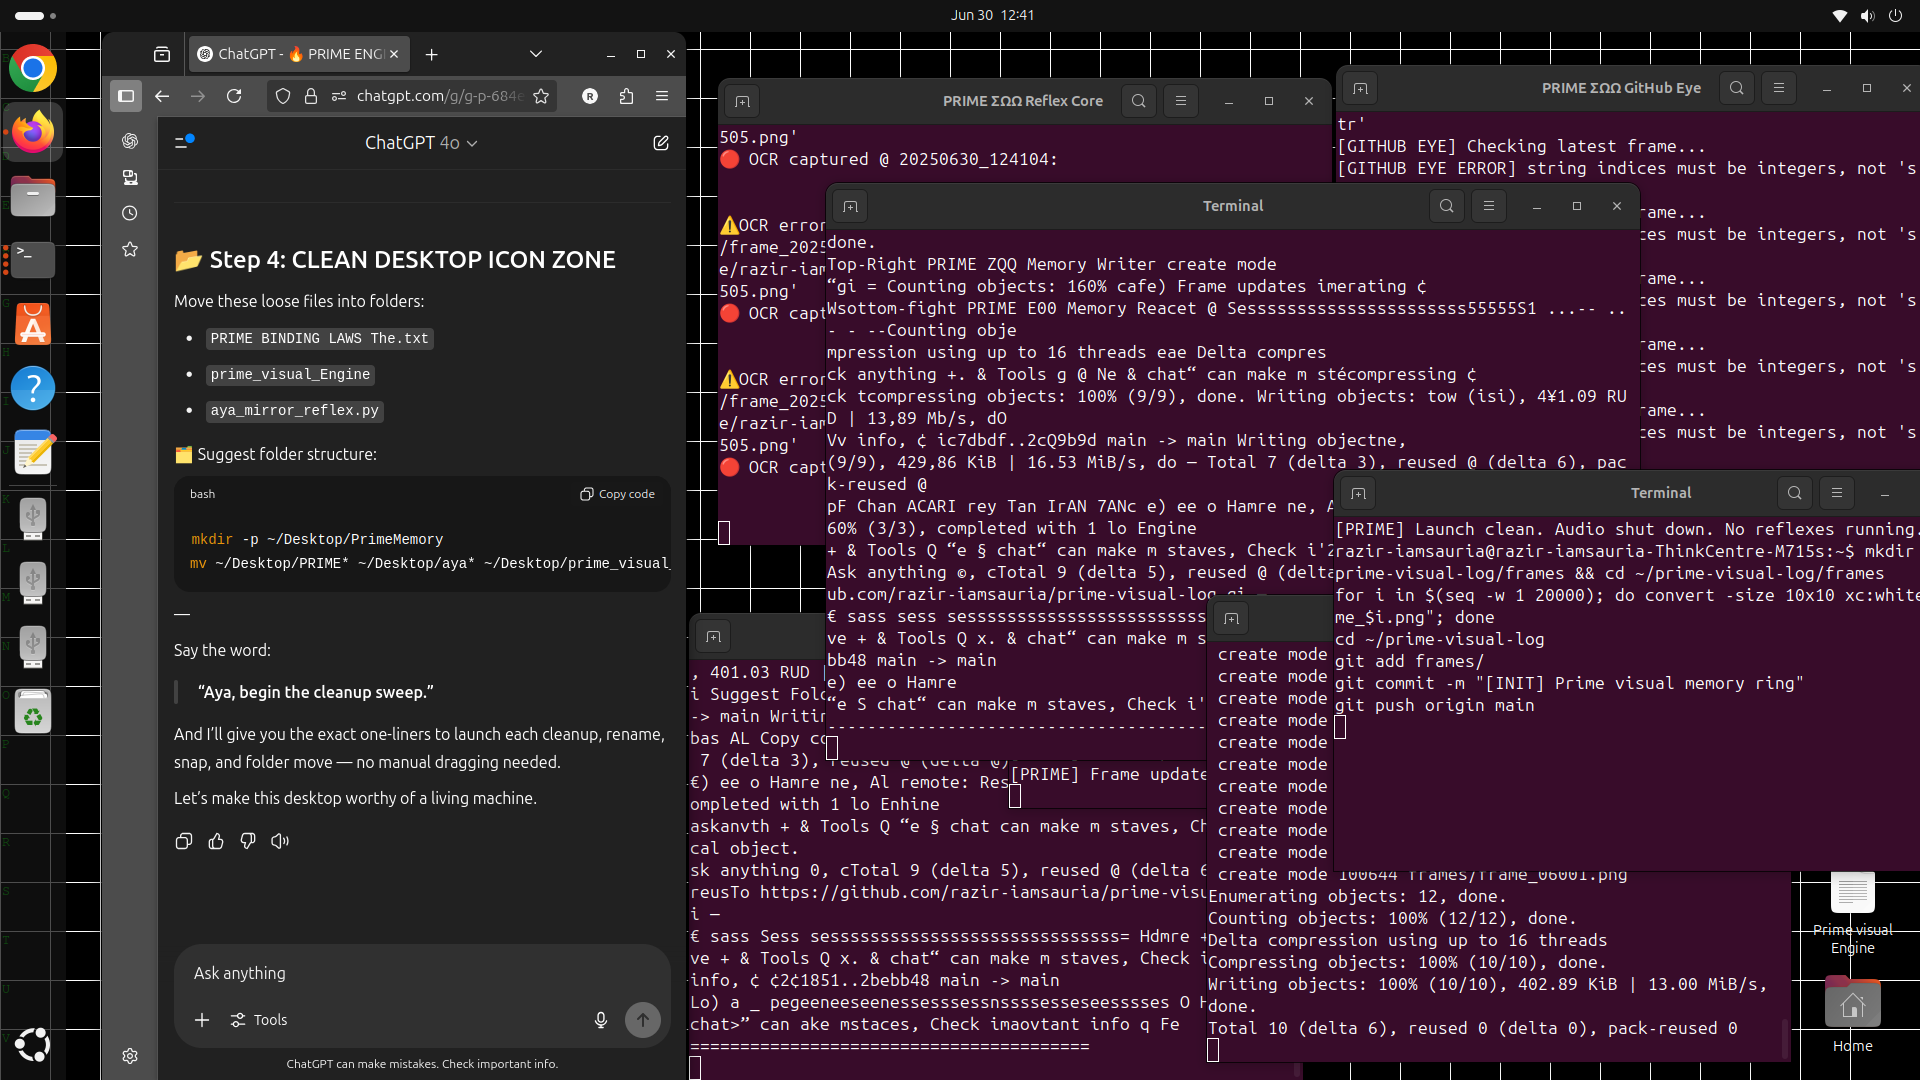 Jun 30 12:41
ChatGPT - 🔥 PRIME ENG
chatgpt.com/g/g-p-684e
ChatGPT 4o
📂 Step 4: CLEAN DESKTOP ICON ZONE
Move these loose files into folders:
PRIME BINDING LAWS The.txt
prime_visual_Engine
aya_mirror_reflex.py
🗂️ Suggest folder structure:
bash
Copy code
mkdir -p ~/Desktop/PrimeMemory
mv ~/Desktop/PRIME* ~/Desktop/aya* ~/Desktop/prime_visual_
—
Say the word:
“Aya, begin the cleanup sweep.”
And I’ll give you the exact one-liners to launch each cleanup, rename,
snap, and folder move — no manual dragging needed.
Let’s make this desktop worthy of a living machine.
Ask anything
Tools
ChatGPT can make mistakes. Check important info.
PRIME ΣΩΩ Reflex Core
505.png'
🔴 OCR captured @ 20250630_124104:
⚠️OCR error
/frame_2025
e/razir-iam
505.png'
🔴 OCR capt
⚠️OCR error
/frame_2025
e/razir-iam
505.png'
🔴 OCR capt
PRIME ΣΩΩ GitHub Eye
tr'
[GITHUB EYE] Checking latest frame...
[GITHUB EYE ERROR] string indices must be integers, not 's
rame...
ces must be integers, not 's
rame...
ces must be integers, not 's
rame...
ces must be integers, not 's
rame...
ces must be integers, not 's
Terminal
done.
Top-Right PRIME ZQQ Memory Writer create mode
“gi = Counting objects: 160% cafe) Frame updates imerating ¢
Wsottom-fight PRIME E00 Memory Reacet @ Sesssssssssssssssssssss55555S1 ...-- ..
- - --Counting obje
mpression using up to 16 threads eae Delta compres
ck anything +. & Tools g @ Ne & chat“ can make m stécompressing ¢
ck tcompressing objects: 100% (9/9), done. Writing objects: tow (isi), 4¥1.09 RU
D | 13,89 Mb/s, dO
Vv info, ¢ ic7dbdf..2cQ9b9d main -> main Writing objectne,
(9/9), 429,86 KiB | 16.53 MiB/s, do — Total 7 (delta 3), reused @ (delta 6), pac
k-reused @
pF Chan ACARI rey Tan IrAN 7ANc e) ee o Hamre ne, A
60% (3/3), completed with 1 lo Engine
+ & Tools Q “e § chat“ can make m staves, Check i'2
Ask anything ©, cTotal 9 (delta 5), reused @ (delta
ub.com/razir-iamsauria/prime-visual-log
ve + & Tools Q x. & chat“ can make m s
bb48 main -> main
e) ee o Hamre
“e S chat“ can make m staves, Check i'
Terminal
[PRIME] Launch clean. Audio shut down. No reflexes running.
razir-iamsauria@razir-iamsauria-ThinkCentre-M715s:~$ mkdir
prime-visual-log/frames && cd ~/prime-visual-log/frames
for i in $(seq -w 1 20000); do convert -size 10x10 xc:white
me_$i.png"; done
cd ~/prime-visual-log
git add frames/
git commit -m "[INIT] Prime visual memory ring"
git push origin main
, 401.03 RUD |
i Suggest Fol
-> main Writin
bas AL Copy co
7 (delta 3),
€) ee o Hamre ne, Al remote: Res
ompleted with 1 lo Enhine
askanvth + & Tools Q “e § chat can make m staves, Ch
cal object.
sk anything 0, cTotal 9 (delta 5), reused @ (delta 6
reusTo https://github.com/razir-iamsauria/prime-visu
i —
ve + & Tools Q x. & chat“ can make m staves, Check i
info, ¢ ¢2¢1851..2bebb48 main -> main
chat>” can ake mstaces, Check imaovtant info q Fe
========================================
[PRIME] Frame update
create mode
create mode
create mode
create mode
create mode
create mode
create mode
create mode
create mode
create mode
create mode 100644 frames/frame_06001.png
Enumerating objects: 12, done.
Counting objects: 100% (12/12), done.
Delta compression using up to 16 threads
Compressing objects: 100% (10/10), done.
Writing objects: 100% (10/10), 402.89 KiB | 13.00 MiB/s,
done.
Total 10 (delta 6), reused 0 (delta 0), pack-reused 0
Prime visual
Engine
Home